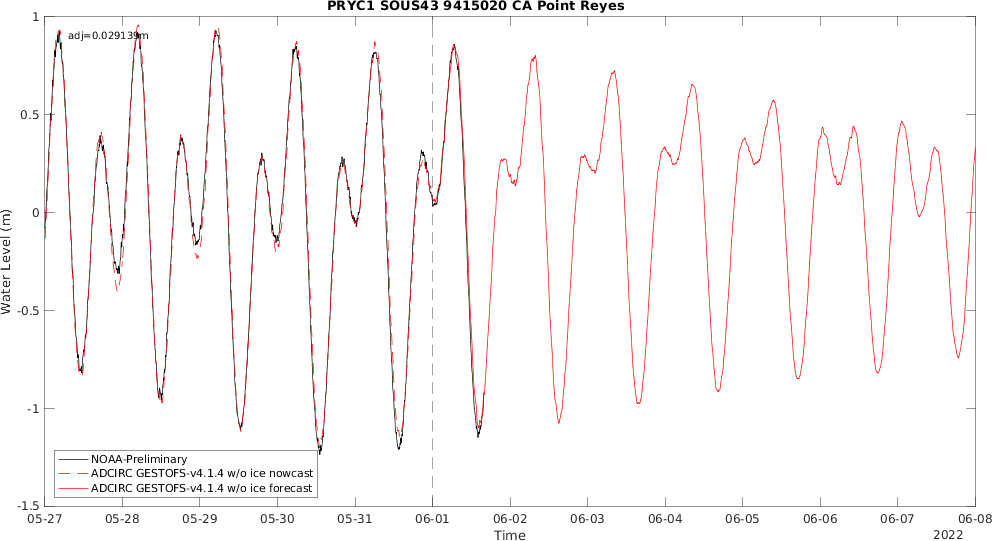 PRYC1 SOUS43 9415020 CA Point Reyes
adj=0.029139m
1
0.5
0
-0.5
-1
-1.5
Water Level (m)
NOAA-Preliminary
ADCIRC GESTOFS-v4.1.4 w/o ice nowcast
ADCIRC GESTOFS-v4.1.4 w/o ice forecast
05-27 05-28 05-29 05-30 05-31 06-01 06-02 06-03 06-04 06-05 06-06 06-07 06-08
Time
2022